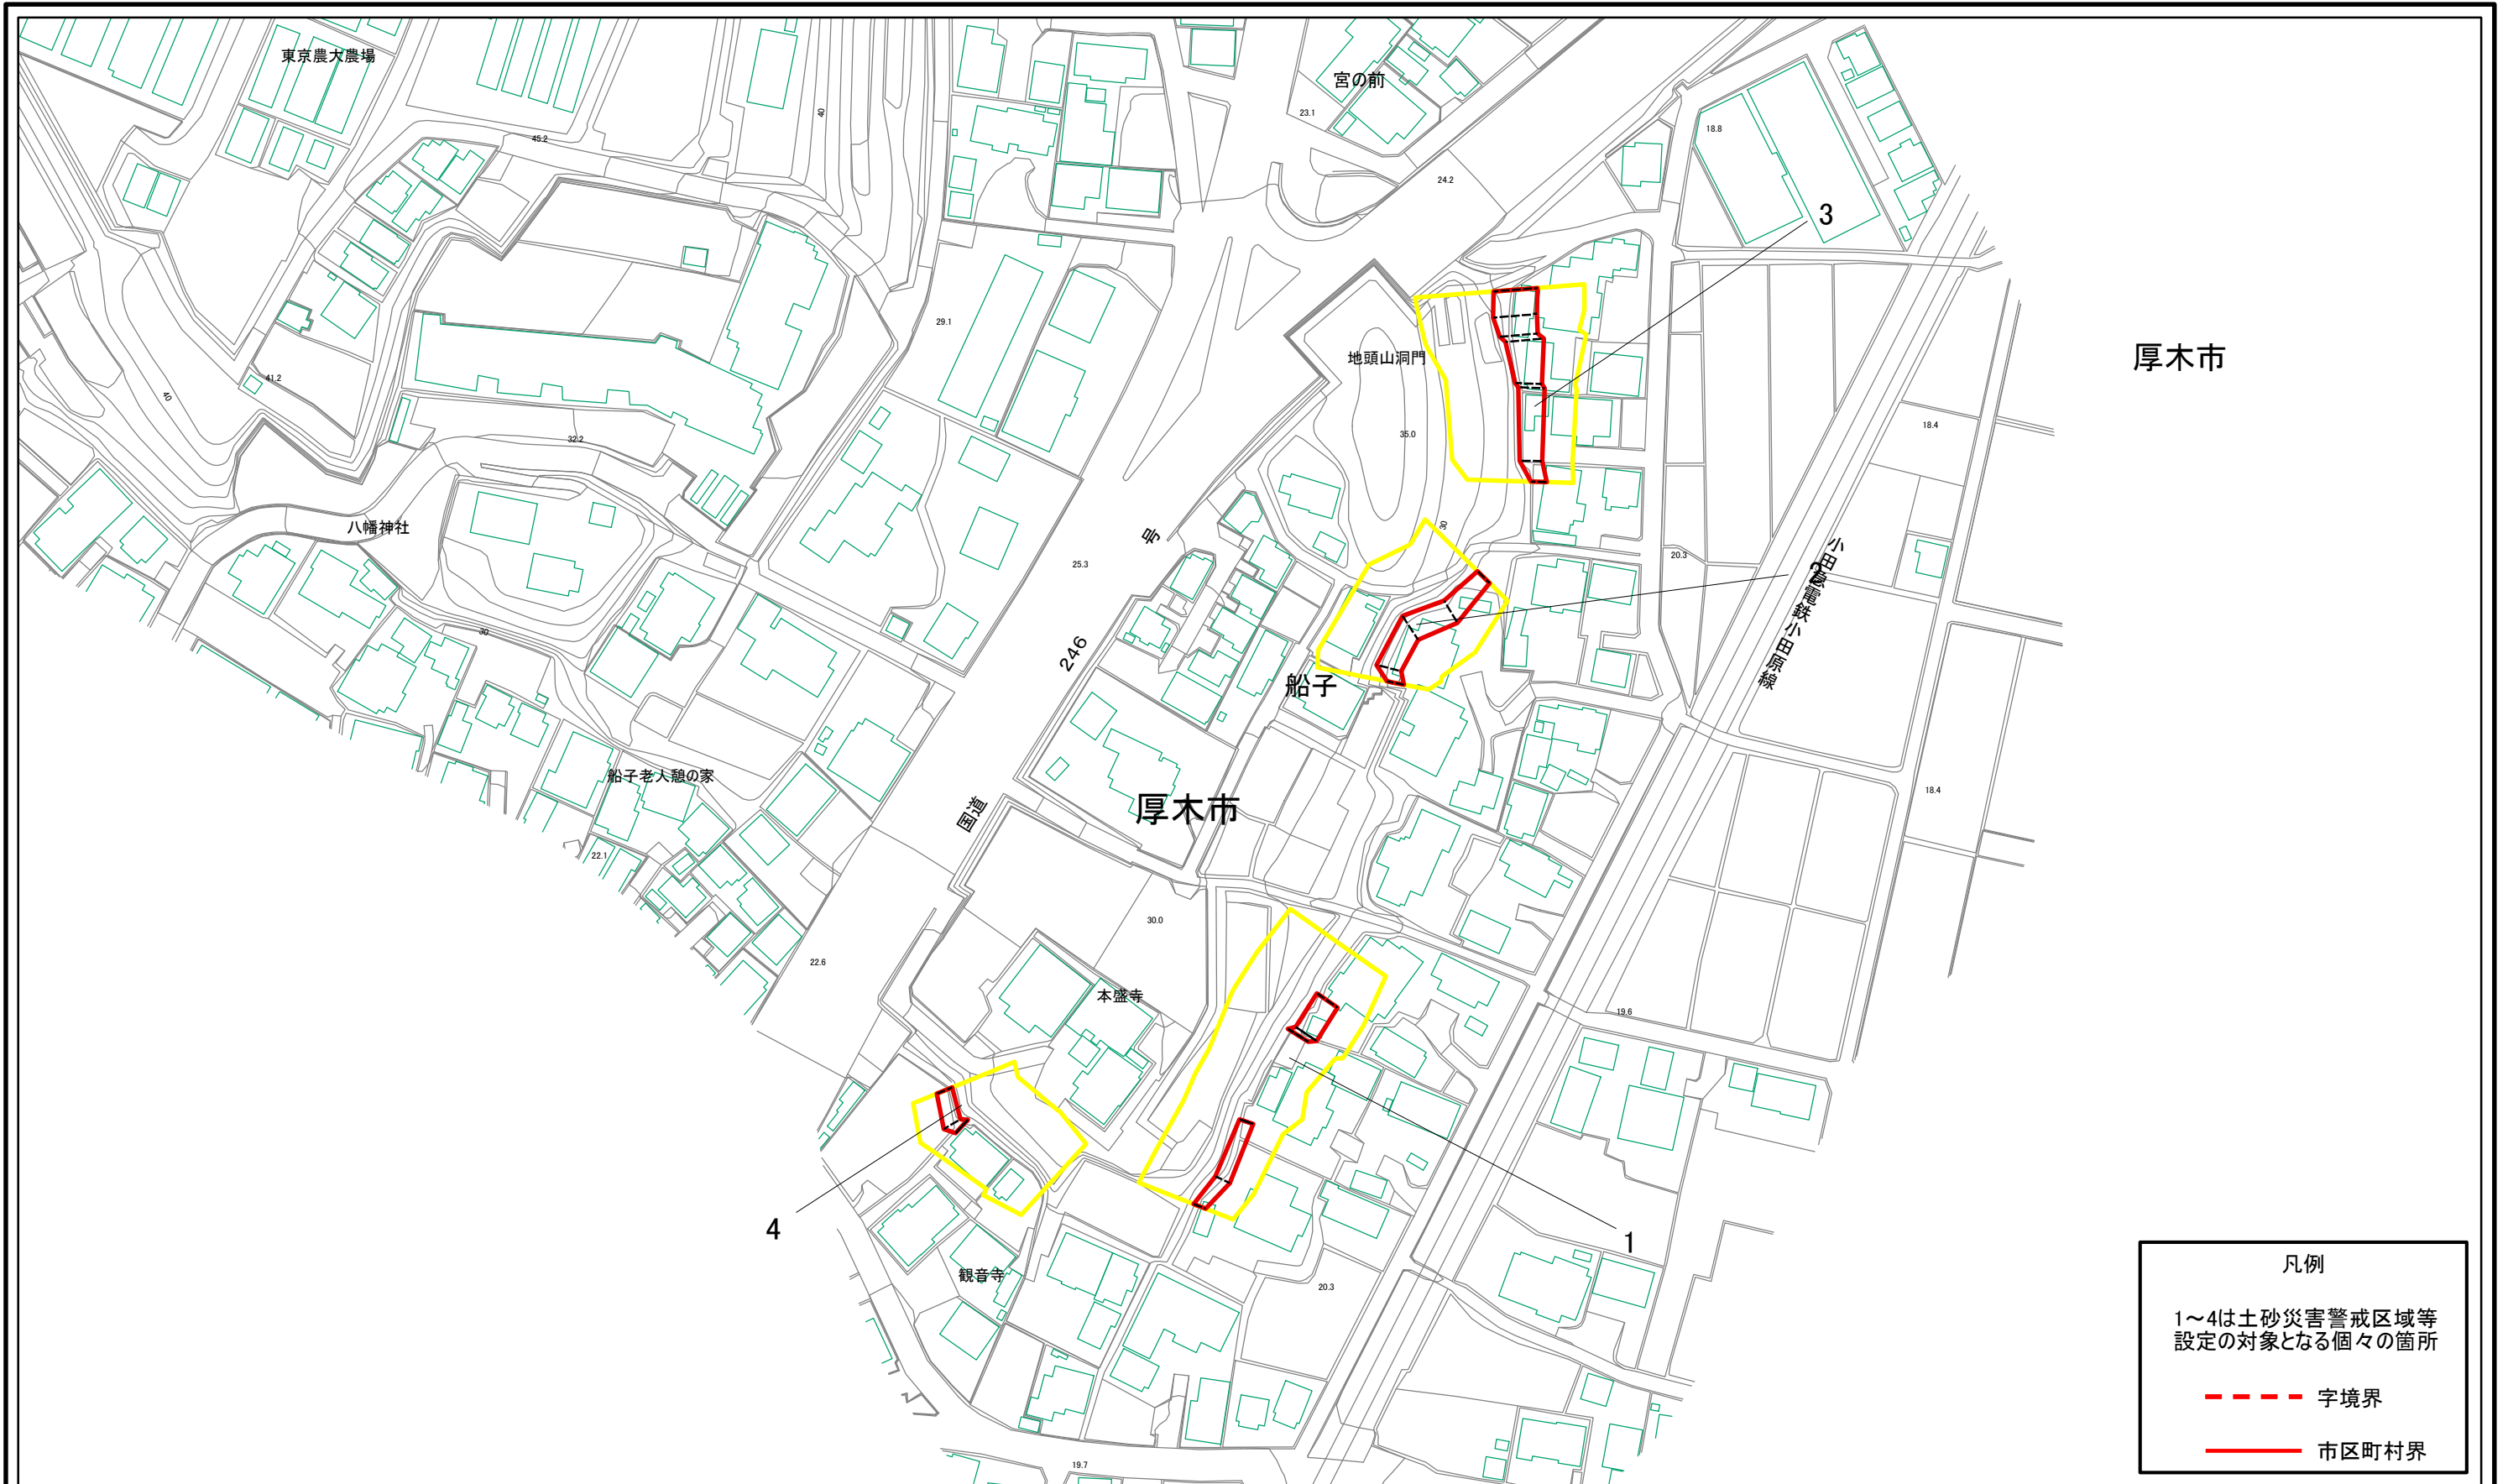 東京農大農場
宮の前
23.1
40
18.8
45.2
24.2
3
29.1
厚木市
地頭山洞門
41.2
40
35.0
18.4
32.2
八幡神社
30
号
25.3
20.3
小田急電鉄小田原線
2
30
246
船子
船子老人憩の家
18.4
厚木市
国道
22.1
30.0
22.6
本盛寺
19.6
4
1
観音寺
20.3
19.7
凡例
1～4は土砂災害警戒区域等
設定の対象となる個々の箇所
字境界
市区町村界